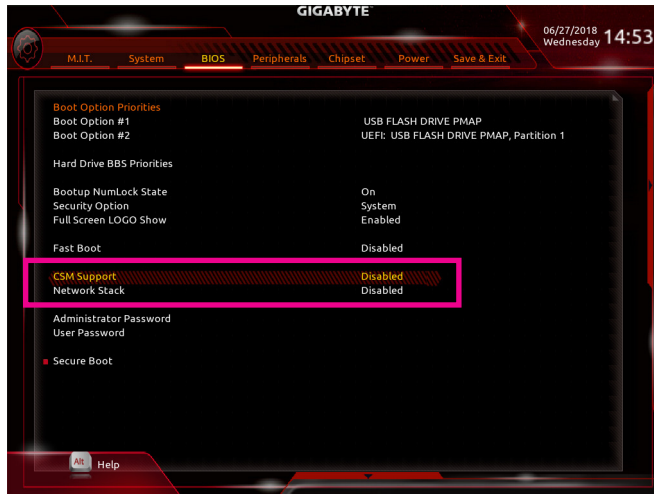 GIGABYTE™
06/27/2018 14:53
Wednesday
M.I.T. System BIOS Peripherals Chipset Power Save & Exit
Boot Option Priorities
Boot Option #1 USB FLASH DRIVE PMAP
Boot Option #2 UEFI: USB FLASH DRIVE PMAP, Partition 1
Hard Drive BBS Priorities
Bootup NumLock State On
Security Option System
Full Screen LOGO Show Enabled
Fast Boot Disabled
CSM Support Disabled
Network Stack Disabled
Administrator Password
User Password
Secure Boot
Alt Help